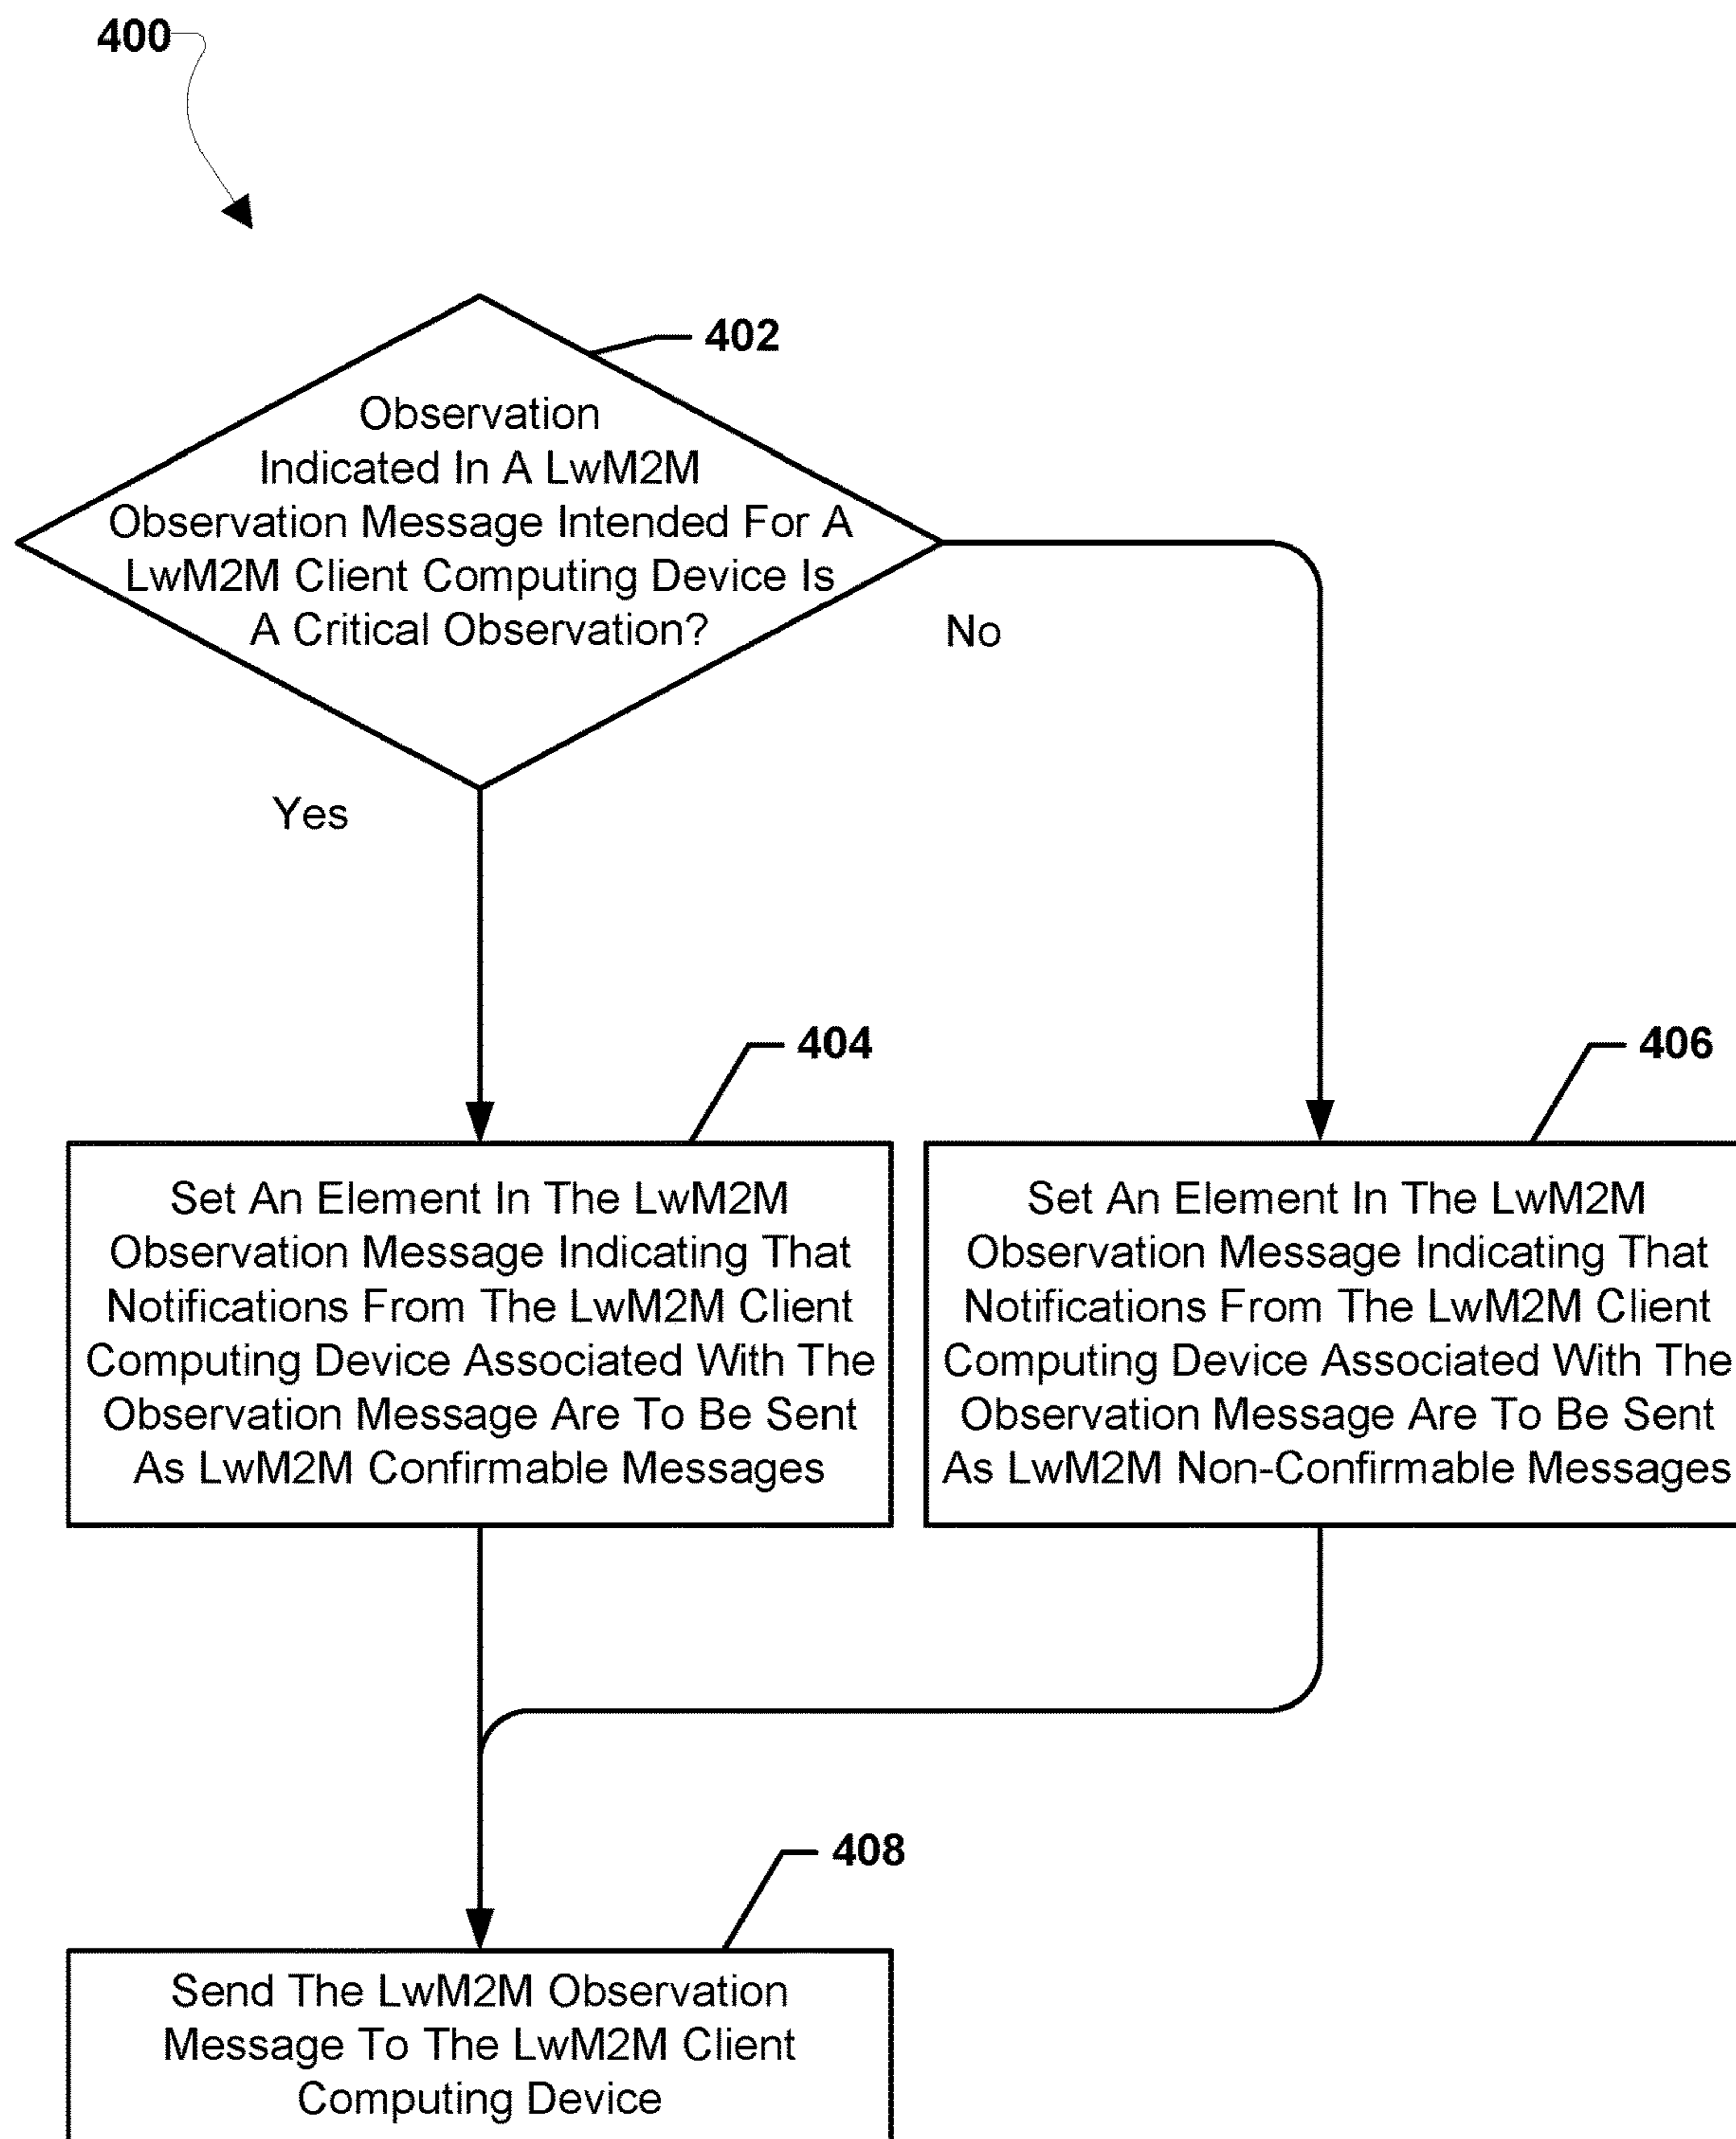 400
402
Observation
Indicated In A LwM2M
Observation Message Intended For A
LwM2M Client Computing Device Is
A Critical Observation?
No
Yes
404
406
Set An Element In The LwM2M
Observation Message Indicating That
Notifications From The LwM2M Client
Computing Device Associated With The
Observation Message Are To Be Sent
As LwM2M Confirmable Messages
Set An Element In The LwM2M
Observation Message Indicating That
Notifications From The LwM2M Client
Computing Device Associated With The
Observation Message Are To Be Sent
As LwM2M Non-Confirmable Messages
408
Send The LwM2M Observation
Message To The LwM2M Client
Computing Device